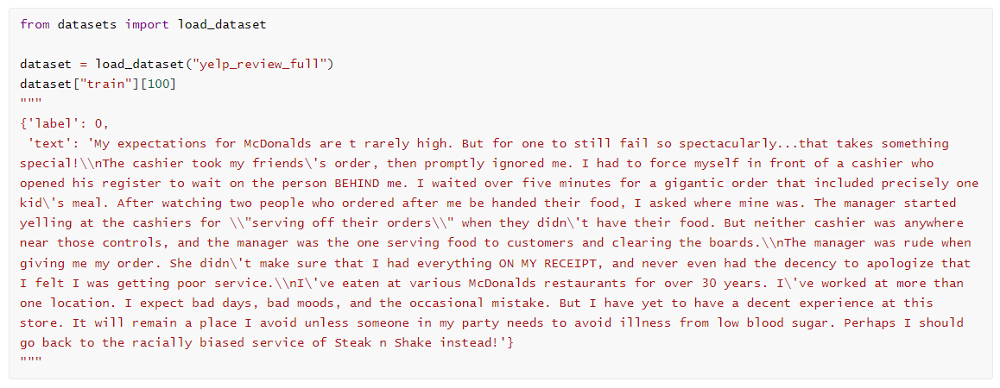 from datasets import load_dataset

dataset = load_dataset("yelp_review_full")
dataset["train"][100]
"""
{'label': 0,
 'text': 'My expectations for McDonalds are t rarely high. But for one to still fail so spectacularly...that takes something
special!\\nThe cashier took my friends\'s order, then promptly ignored me. I had to force myself in front of a cashier who
opened his register to wait on the person BEHIND me. I waited over five minutes for a gigantic order that included precisely one
kid\'s meal. After watching two people who ordered after me be handed their food, I asked where mine was. The manager started
yelling at the cashiers for \\"serving off their orders\\" when they didn\'t have their food. But neither cashier was anywhere
near those controls, and the manager was the one serving food to customers and clearing the boards.\\nThe manager was rude when
giving me my order. She didn\'t make sure that I had everything ON MY RECEIPT, and never even had the decency to apologize that
I felt I was getting poor service.\\nI\'ve eaten at various McDonalds restaurants for over 30 years. I\'ve worked at more than
one location. I expect bad days, bad moods, and the occasional mistake. But I have yet to have a decent experience at this
store. It will remain a place I avoid unless someone in my party needs to avoid illness from low blood sugar. Perhaps I should
go back to the racially biased service of Steak n Shake instead!'}
"""